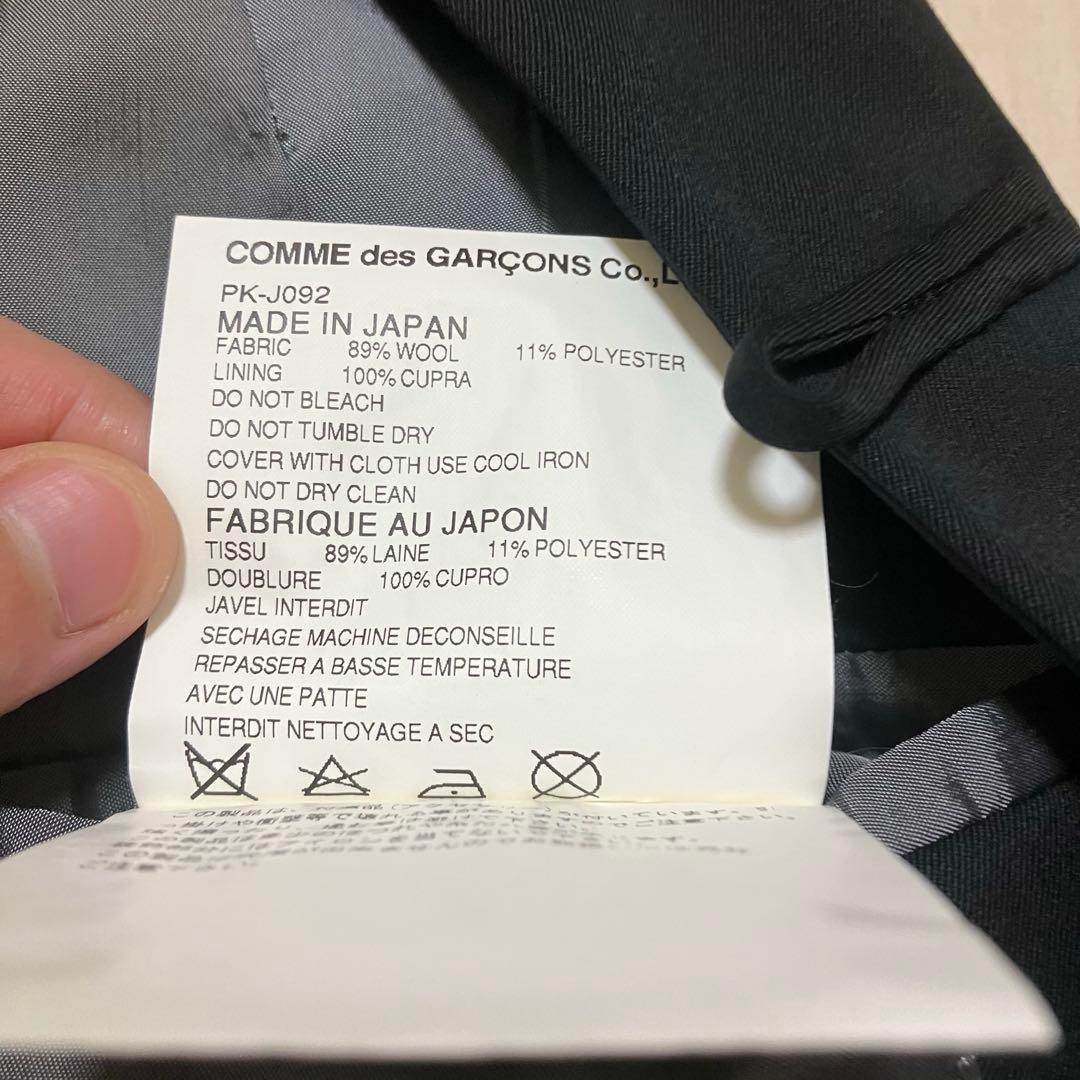 COMME des GARÇONS Co.,L
PK-J092
MADE IN JAPAN
FABRIC 89% WOOL 11% POLYESTER
LINING 100% CUPRA
DO NOT BLEACH
DO NOT TUMBLE DRY
COVER WITH CLOTH USE COOL IRON
DO NOT DRY CLEAN
FABRIQUE AU JAPON
TISSU 89% LAINE 11% POLYESTER
DOUBLURE 100% CUPRO
JAVEL INTERDIT
SECHAGE MACHINE DECONSEILLE
REPASSER A BASSE TEMPERATURE
AVEC UNE PATTE
INTERDIT NETTOYAGE A SEC